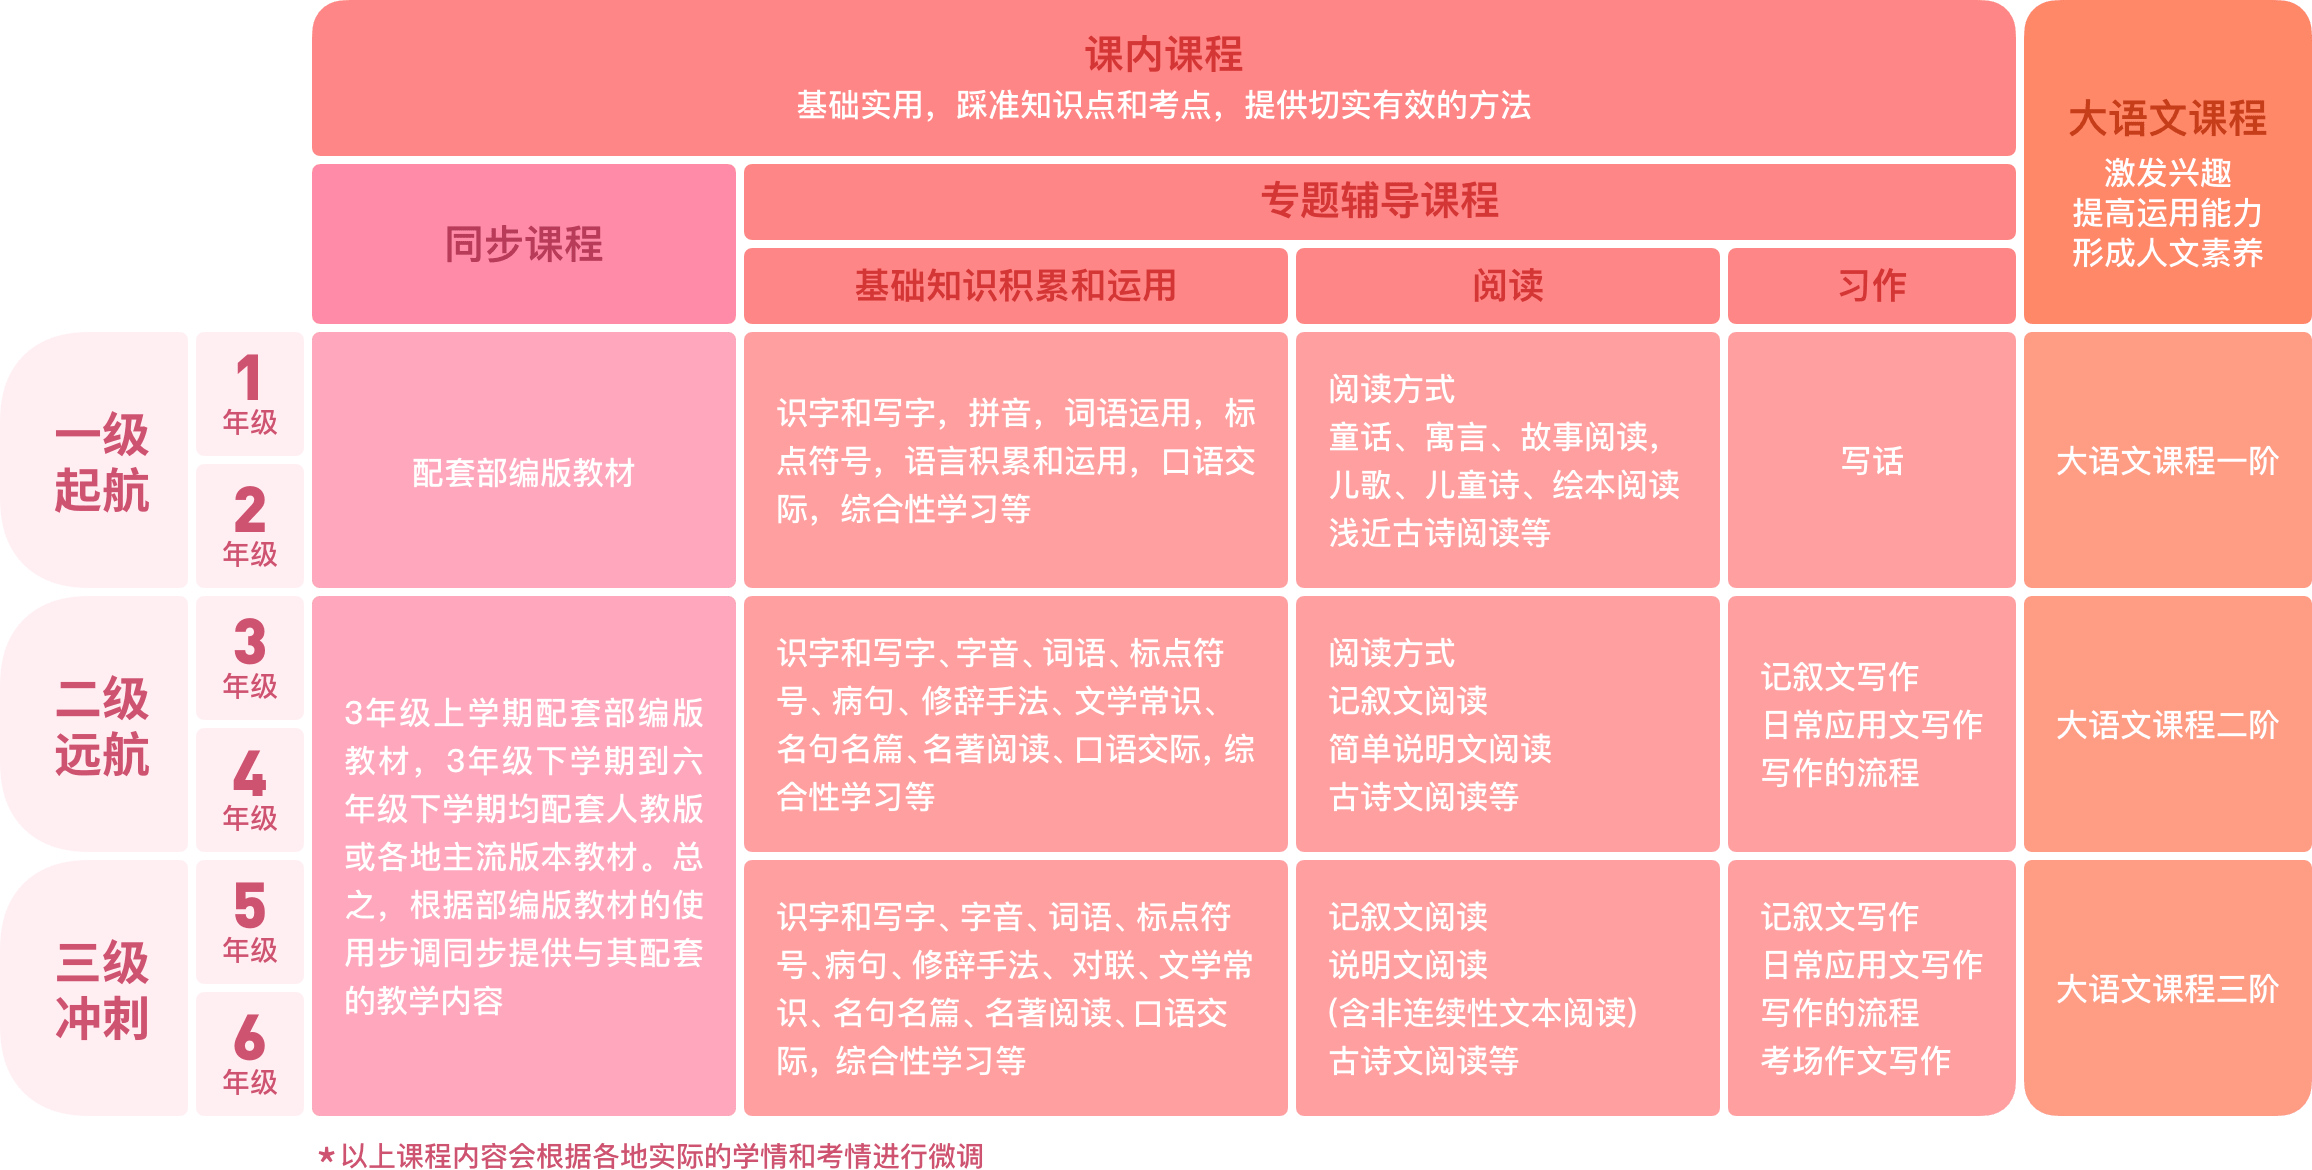 课内课程
基础实用，踩准知识点和考点，提供切实有效的方法
大语文课程
激发兴趣
提高运用能力
形成人文素养
同步课程
专题辅导课程
基础知识积累和运用
阅读
习作
一级
起航
1
年级
2
年级
配套部编版教材
识字和写字，拼音，词语运用，标
点符号，语言积累和运用，口语交
际，综合性学习等
阅读方式
童话、寓言、故事阅读，
儿歌、儿童诗、绘本阅读
浅近古诗阅读等
写话
大语文课程一阶
二级
远航
3
年级
4
年级
3年级上学期配套部编版
教材，3年级下学期到六
年级下学期均配套人教版
或各地主流版本教材。总
之，根据部编版教材的使
用步调同步提供与其配套
的教学内容
识字和写字、字音、词语、标点符
号、病句、修辞手法、文学常识、
名句名篇、名著阅读、口语交际，综
合性学习等
阅读方式
记叙文阅读
简单说明文阅读
古诗文阅读等
记叙文写作
日常应用文写作
写作的流程
大语文课程二阶
三级
冲刺
5
年级
6
年级
识字和写字、字音、词语、标点符
号、病句、修辞手法、对联、文学常
识、名句名篇、名著阅读、口语交
际，综合性学习等
记叙文阅读
说明文阅读
(含非连续性文本阅读)
古诗文阅读等
记叙文写作
日常应用文写作
写作的流程
考场作文写作
大语文课程三阶
*以上课程内容会根据各地实际的学情和考情进行微调